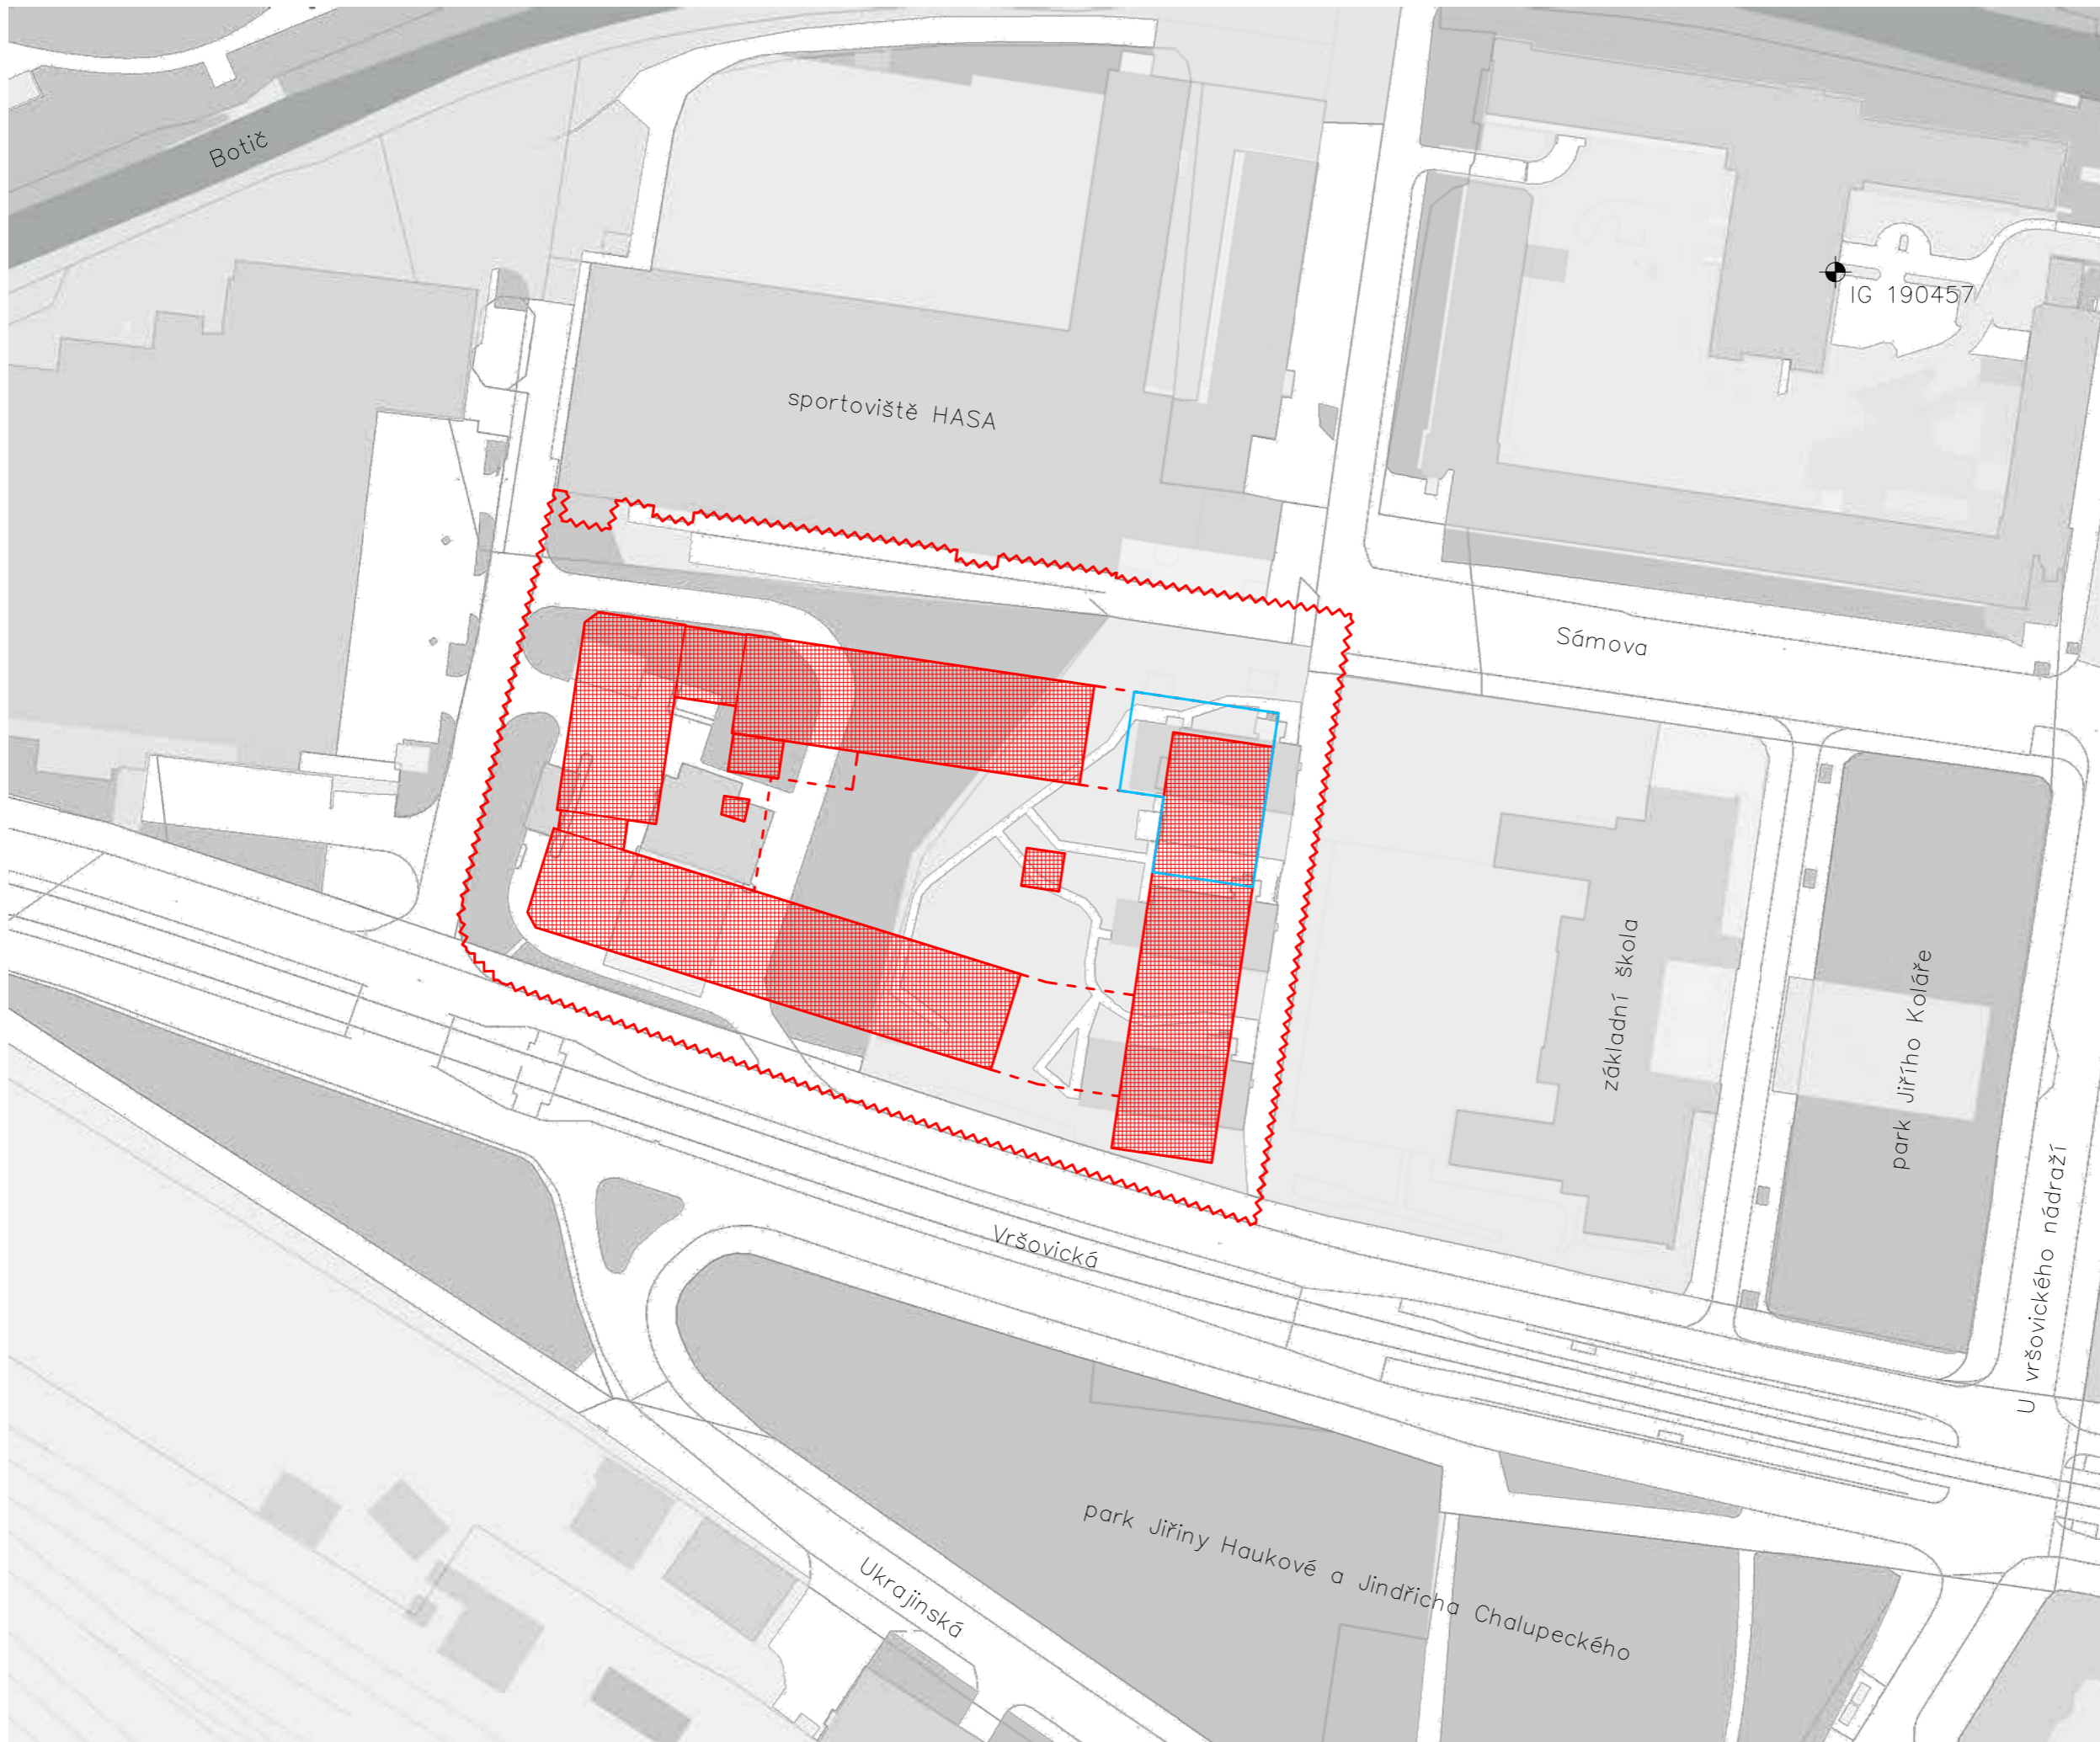 Botič
IG 190457
sportoviště HASA
Sámova
základní škola
park Jiřího Koláře
U vršovického nádraží
Vršovická
park Jiřiny Haukové a Jindřicha Chalupeckého
Ukrajinská